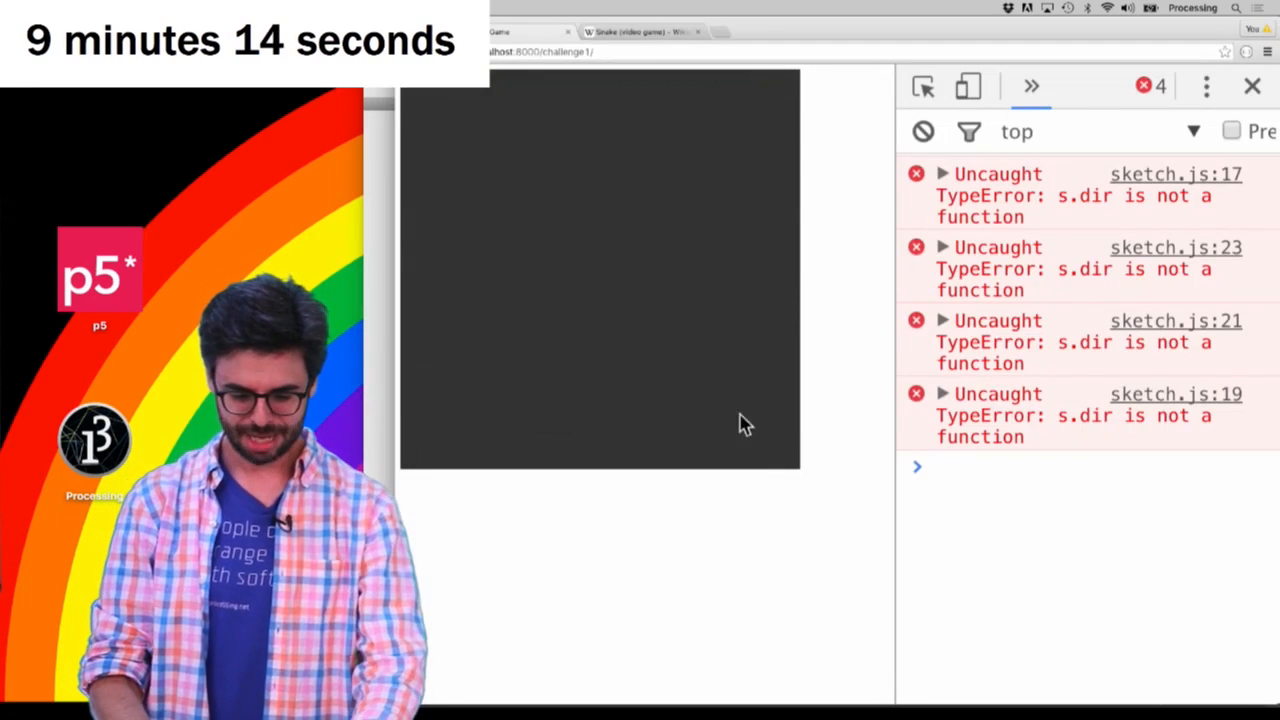 9 minutes 14 seconds
Processing
Game
Snake (video game) - Wiki
You
alhost:8000/challenge1/
4
top
Pre
Uncaught sketch.js:17
TypeError: s.dir is not a
function
Uncaught sketch.js:23
TypeError: s.dir is not a
function
Uncaught sketch.js:21
TypeError: s.dir is not a
function
Uncaught sketch.js:19
TypeError: s.dir is not a
function
p5*
p5
13
Processing
ople
range
th soft